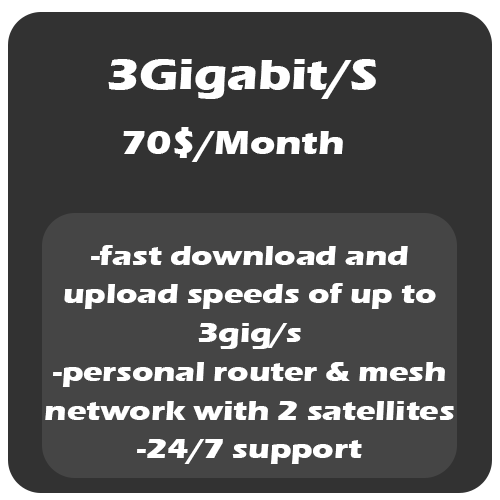 3Gigabit/S
70$/Month
-fast download and
upload speeds of up to
3gig/s
-personal router & mesh
network with 2 satellites
-24/7 support